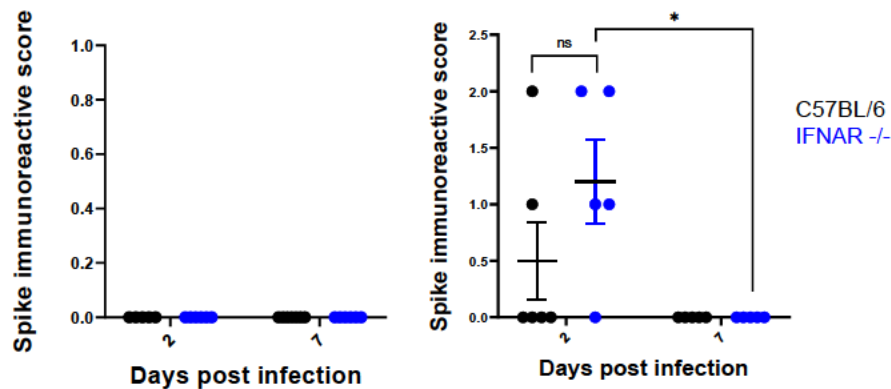 Spike immunoreactive score
1.0
0.8
0.6
0.4
0.2
0.0
2
7
Days post infection
Spike immunoreactive score
2.5
2.0
1.5
1.0
0.5
0.0
ns
*
2
7
Days post infection
C57BL/6
IFNAR -/-